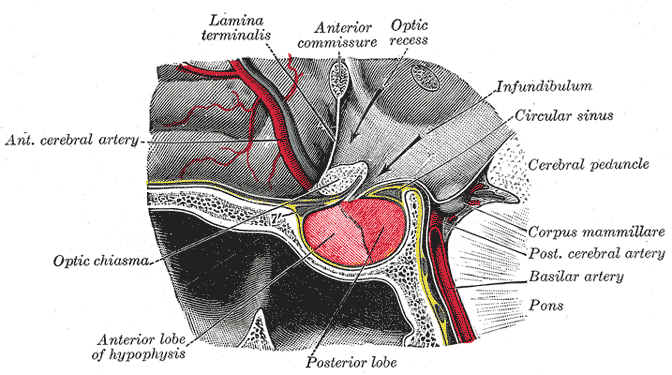 Lamina
terminalis
Anterior
commissure
Optic
recess
Infundibulum
Circular sinus
Ant. cerebral artery
Cerebral peduncle
Corpus mammillare
Post. cerebral artery
Basilar artery
Pons
Optic chiasma
Anterior lobe
of hypophysis
Posterior lobe